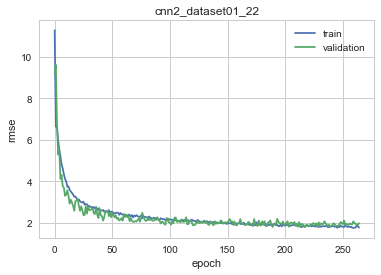 cnn2_dataset01_22
train
validation
10
8
6
4
2
rmse
0 50 100 150 200 250
epoch